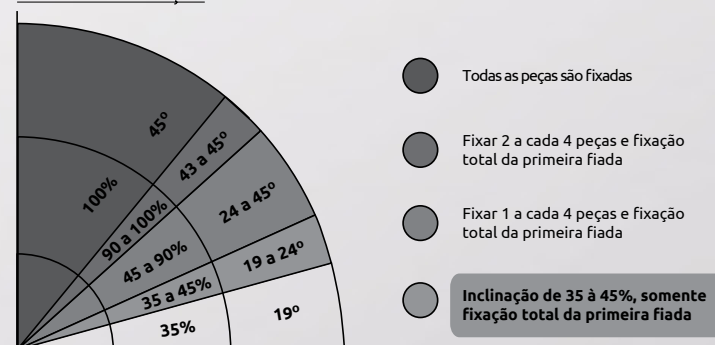 45º
100%
43 a 45º
90 a 100%
24 a 45º
45 a 90%
19 a 24º
35 a 45%
19º
35%
Todas as peças são fixadas
Fixar 2 a cada 4 peças e fixação
total da primeira fiada
Fixar 1 a cada 4 peças e fixação
total da primeira fiada
Inclinação de 35 à 45%, somente
fixação total da primeira fiada